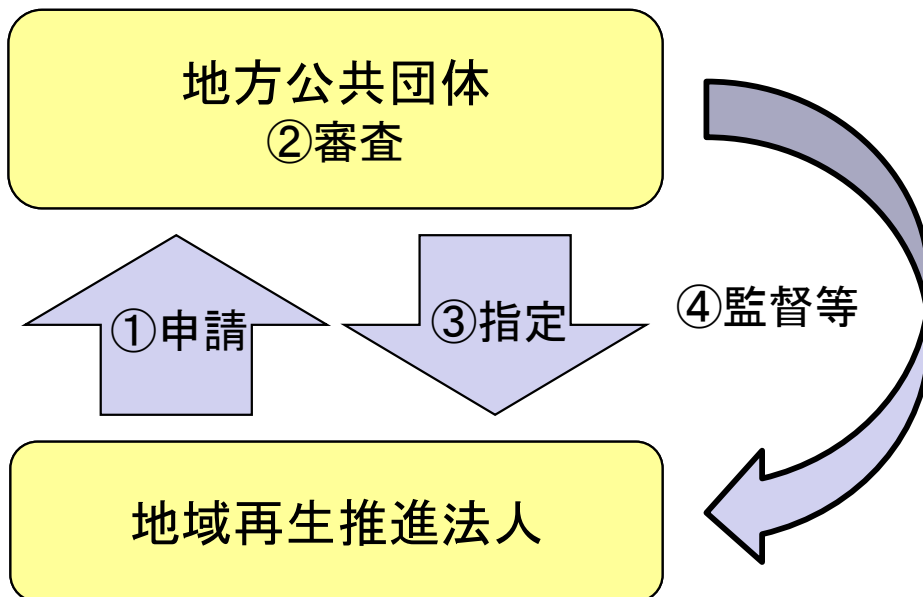 地方公共団体
②審査
①申請
③指定
④監督等
地域再生推進法人